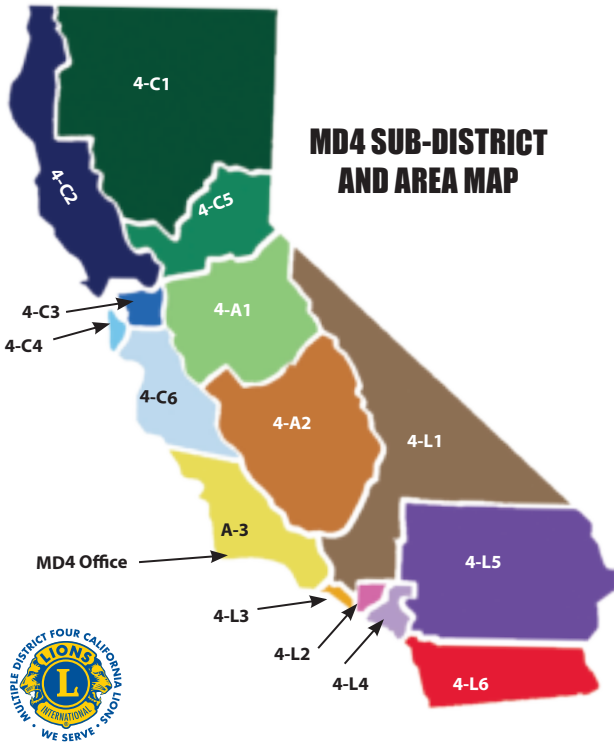 4-C1
MD4 SUB-DISTRICT
AND AREA MAP
4-C2
4-C5
4-C3
4-A1
4-C4
4-C6
4-A2
4-L1
A-3
MD4 Office
4-L5
4-L3
4-L2
4-L4
4-L6
MULTIPLE DISTRICT FOUR CALIFORNIA LIONS
LIONS
L
INTERNATIONAL
• WE SERVE •